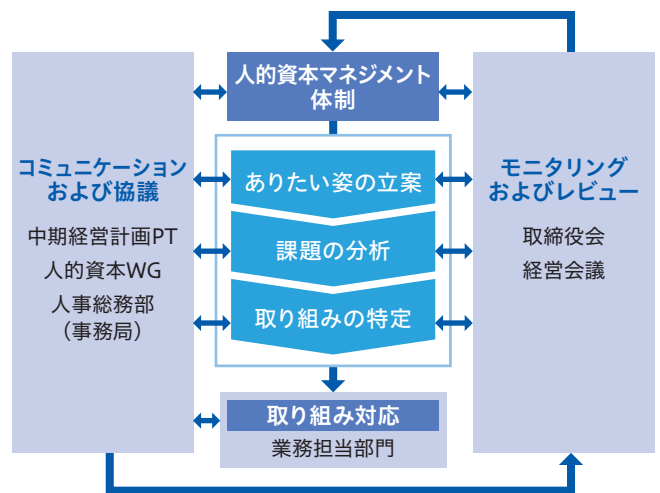 人的資本マネジメント
体制
コミュニケーション
および協議
中期経営計画PT
人的資本WG
人事総務部
（事務局）
ありたい姿の立案
課題の分析
取り組みの特定
モニタリング
およびレビュー
取締役会
経営会議
取り組み対応
業務担当部門